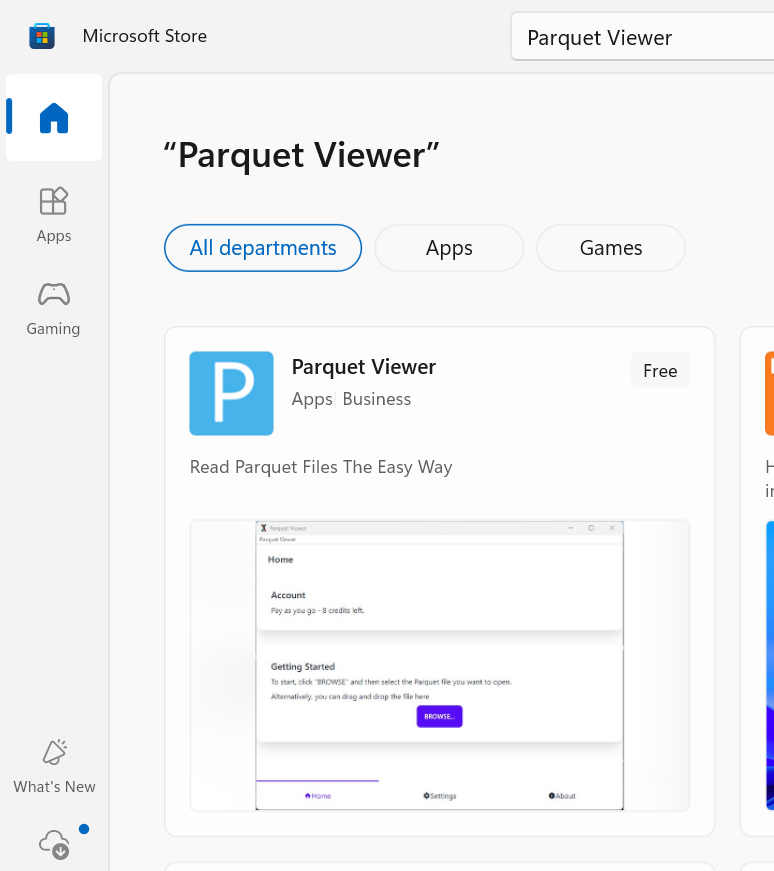 Microsoft Store
Parquet Viewer
“Parquet Viewer”
All departments
Apps
Games
Apps
Gaming
What's New
P
Parquet Viewer
Free
Apps Business
Read Parquet Files The Easy Way
Parquet Viewer
Parquet Viewer
Home
Account
Pay as you go - 8 credits left.
Getting Started
To start, click "BROWSE" and then select the Parquet file you want to open.
Alternatively, you can drag and drop the file here
BROWSE...
Home
Settings
About